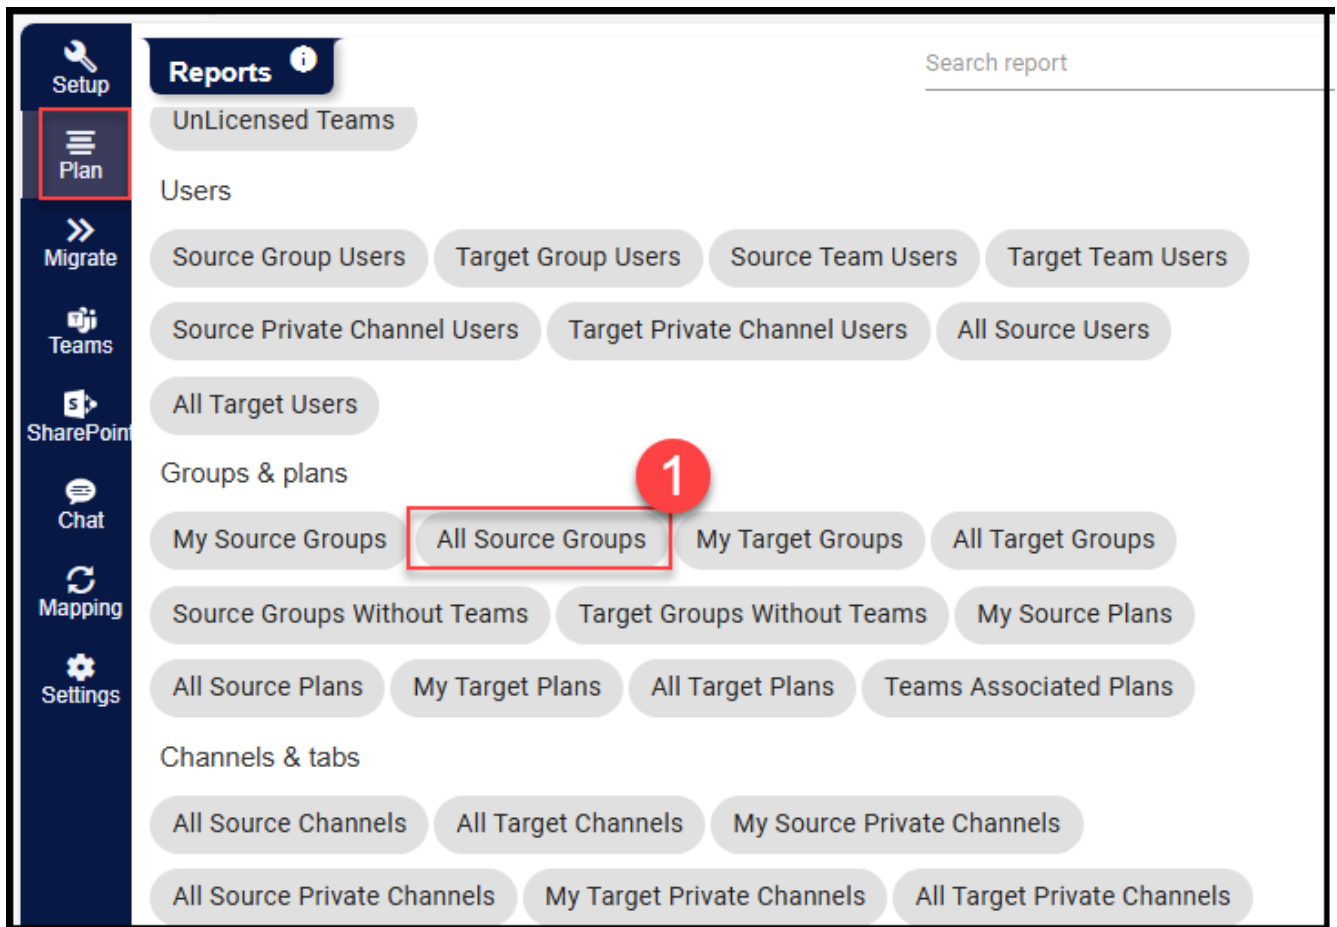 Setup
Plan
Migrate
Teams
SharePoint
Chat
Mapping
Settings
Reports
Search report
UnLicensed Teams
Users
Source Group Users Target Group Users Source Team Users Target Team Users
Source Private Channel Users Target Private Channel Users All Source Users
All Target Users
Groups & plans
1
My Source Groups All Source Groups My Target Groups All Target Groups
Source Groups Without Teams Target Groups Without Teams My Source Plans
All Source Plans My Target Plans All Target Plans Teams Associated Plans
Channels & tabs
All Source Channels All Target Channels My Source Private Channels
All Source Private Channels My Target Private Channels All Target Private Channels